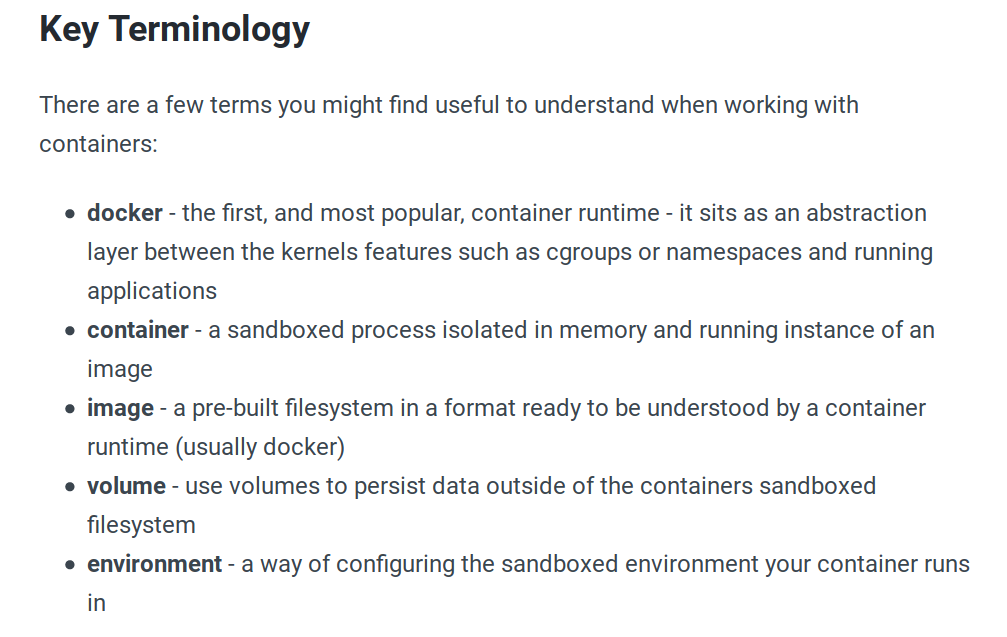 Key Terminology
There are a few terms you might find useful to understand when working with
containers:
• docker - the first, and most popular, container runtime - it sits as an abstraction
layer between the kernels features such as cgroups or namespaces and running
applications
• container - a sandboxed process isolated in memory and running instance of an
image
• image - a pre-built filesystem in a format ready to be understood by a container
runtime (usually docker)
• volume - use volumes to persist data outside of the containers sandboxed
filesystem
• environment - a way of configuring the sandboxed environment your container runs
in